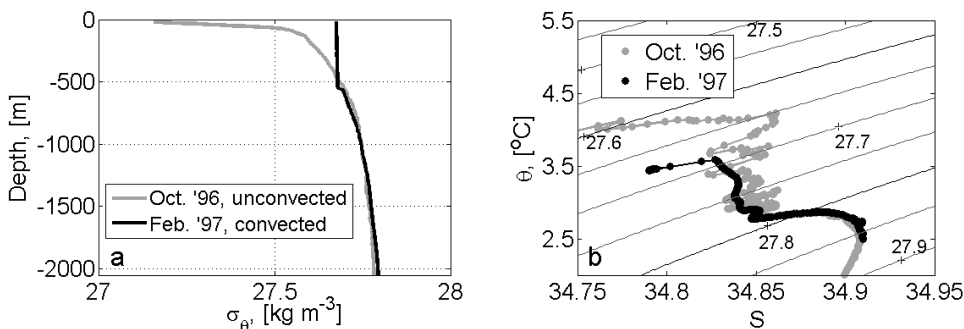 0
-500
-1000
-1500
-2000
Depth, [m]
Oct. '96, unconvected
Feb. '97, convected
a
27
27.5
28
σθ, [kg m-3]
5.5
4.5
3.5
2.5
θ, [°C]
Oct. '96
Feb. '97
27.5
27.6
27.7
27.8
27.9
b
34.75
34.8
34.85
34.9
34.95
S